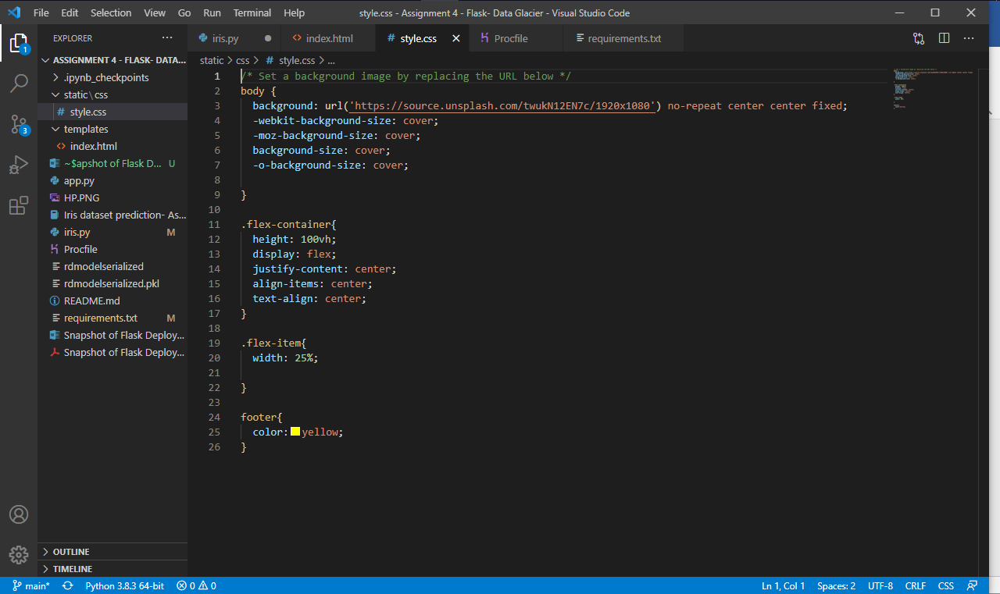 File Edit Selection View Go Run Terminal Help style.css - Assignment 4 - Flask- Data Glacier - Visual Studio Code
EXPLORER ···
iris.py index.html style.css Procfile requirements.txt
ASSIGNMENT 4 - FLASK- DATA...
.ipynb_checkpoints
static\css
style.css
templates
index.html
~$apshot of Flask D... U
app.py
HP.PNG
Iris dataset prediction- As...
iris.py M
Procfile
rdmodelserialized
rdmodelserialized.pkl
README.md
requirements.txt M
Snapshot of Flask Deploy...
Snapshot of Flask Deploy...
OUTLINE
TIMELINE
1
3
static > css > # style.css > ...
1 /* Set a background image by replacing the URL below */
2 body {
3 background: url('https://source.unsplash.com/twukN12EN7c/1920x1080') no-repeat center center fixed;
4 -webkit-background-size: cover;
5 -moz-background-size: cover;
6 background-size: cover;
7 -o-background-size: cover;
8
9 }
10
11 .flex-container{
12 height: 100vh;
13 display: flex;
14 justify-content: center;
15 align-items: center;
16 text-align: center;
17 }
18
19 .flex-item{
20 width: 25%;
21
22 }
23
24 footer{
25 color: yellow;
26 }
main* Python 3.8.3 64-bit 0 0 Ln 1, Col 1 Spaces: 2 UTF-8 CRLF CSS